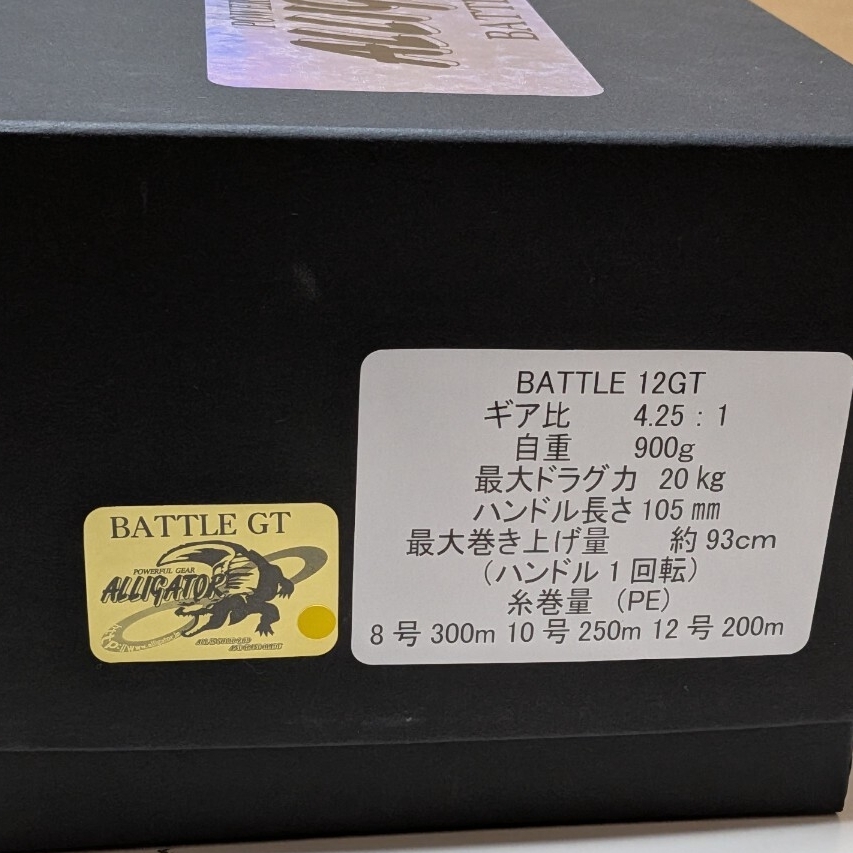 ALLIG
BATTL
BATTLE 12GT
ギア比 4.25 : 1
自重 900g
最大ドラグ力 20 kg
ハンドル長さ 105 mm
最大巻き上げ量 約 93cm
(ハンドル 1 回転)
糸巻量 (PE)
8 号 300m 10 号 250m 12 号 200m
BATTLE GT
POWERFUL GEAR
ALLIGATOR